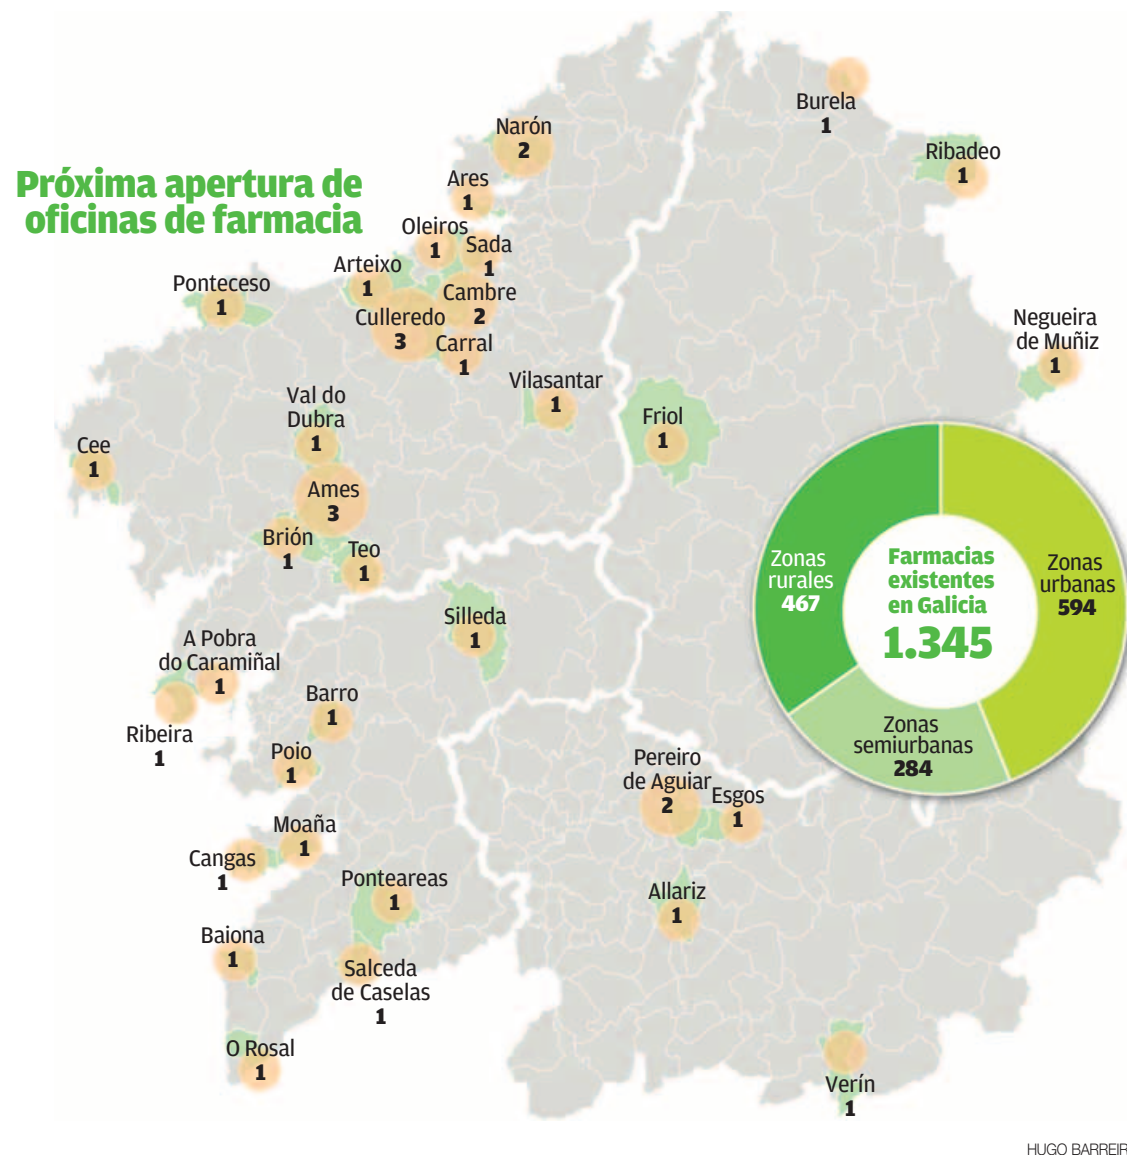 Próxima apertura de
oficinas de farmacia
Burela
1
Narón
2
Ribadeo
1
Ares
1
Oleiros
1
Sada
1
Arteixo
1
Ponteceso
1
Cambre
2
Culleredo
3
Carral
1
Negueira
de Muñiz
1
Vilasantar
1
Val do
Dubra
1
Friol
1
Cee
1
Ames
3
Brión
1
Teo
1
Zonas
rurales
467
Farmacias
existentes
en Galicia
1.345
Zonas
urbanas
594
Zonas
semiurbanas
284
Silleda
1
A Pobra
do Caramiñal
1
Ribeira
1
Barro
1
Poio
1
Pereiro
de Aguiar
2
Esgos
1
Moaña
1
Cangas
1
Ponteareas
1
Allariz
1
Baiona
1
Salceda
de Caselas
1
O Rosal
1
Verín
1
HUGO BARREIR